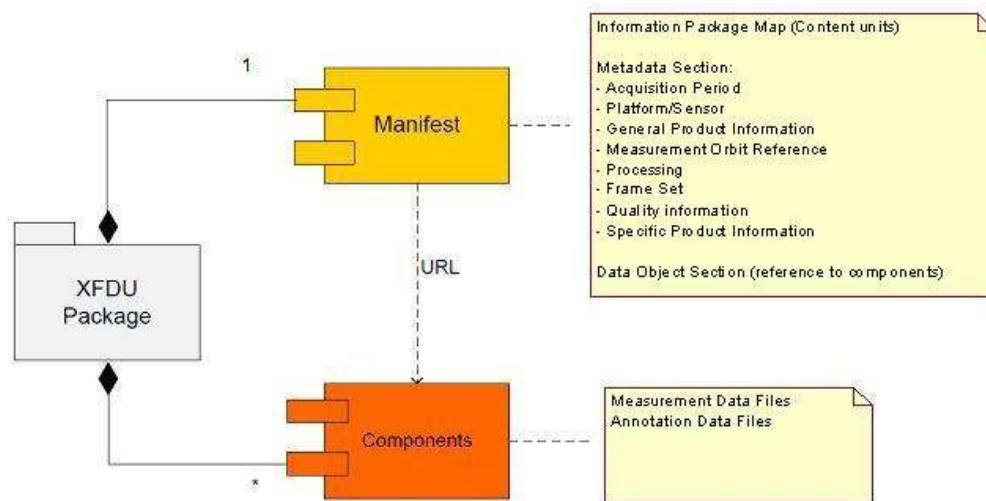 1
Manifest
Information Package Map (Content units)
Metadata Section:
- Acquisition Period
- Platform/Sensor
- General Product Information
- Measurement Orbit Reference
- Processing
- Frame Set
- Quality information
- Specific Product Information
Data Object Section (reference to components)
URL
XFDU
Package
Components
*
Measurement Data Files
Annotation Data Files